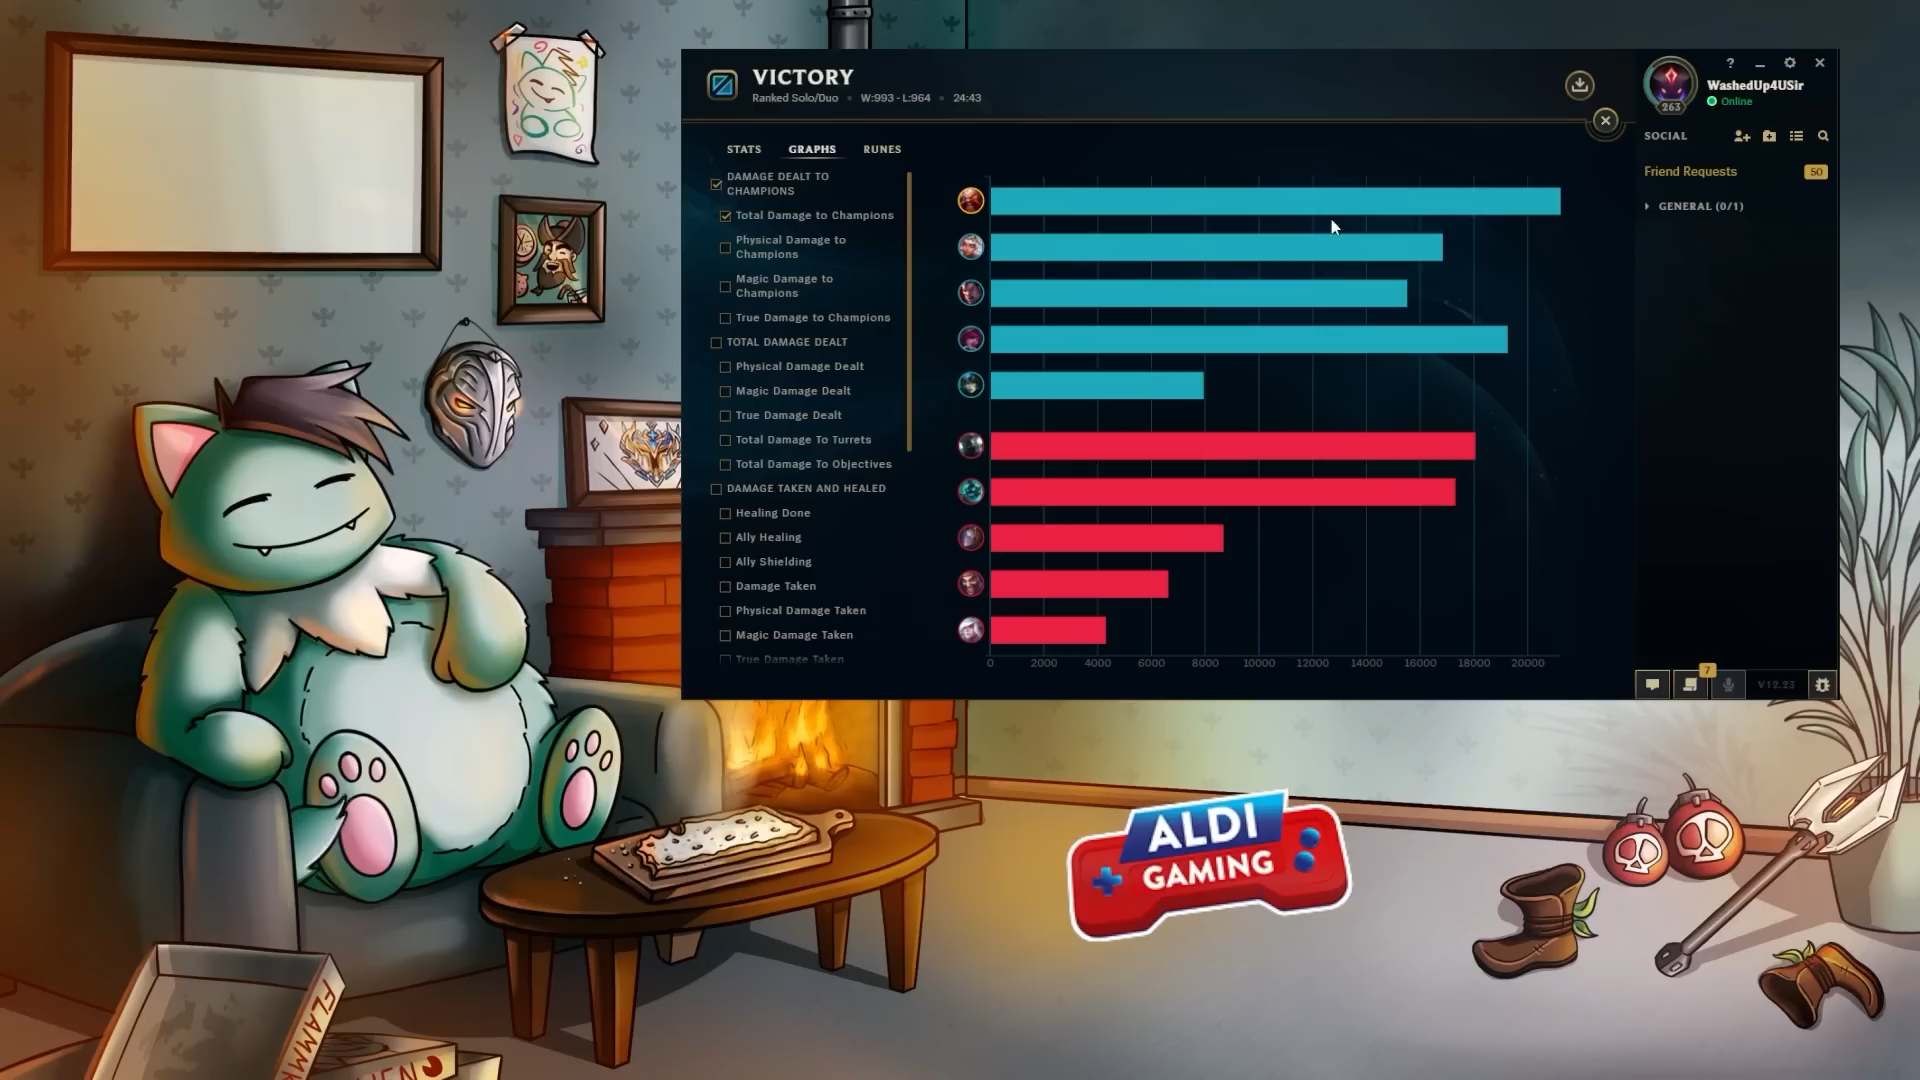 VICTORY
Ranked Solo/Duo • W:993 - L:964 • 24:43
263
WashedUp4USir
Online
SOCIAL
Friend Requests
50
GENERAL (0/1)
STATS
GRAPHS
RUNES
DAMAGE DEALT TO
CHAMPIONS
Total Damage to Champions
Physical Damage to
Champions
Magic Damage to
Champions
True Damage to Champions
TOTAL DAMAGE DEALT
Physical Damage Dealt
Magic Damage Dealt
True Damage Dealt
Total Damage To Turrets
Total Damage To Objectives
DAMAGE TAKEN AND HEALED
Healing Done
Ally Healing
Ally Shielding
Damage Taken
Physical Damage Taken
Magic Damage Taken
True Damage Taken
0 2000 4000 6000 8000 10000 12000 14000 16000 18000 20000
7
V12.23
ALDI
GAMING